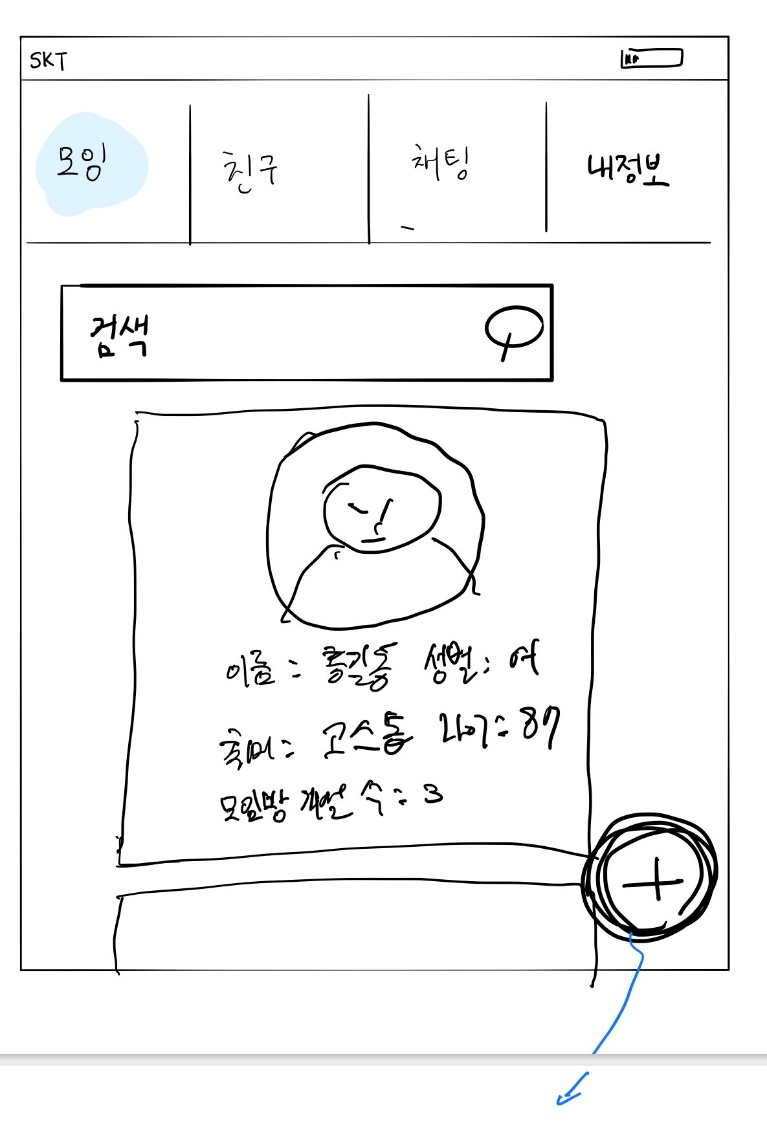 SKT
모임 친구 채팅 내정보
검색
이름 : 홍길동 성별 : 여
취미 : 고스톱 나이 : 87
모임방 개설 수 : 3